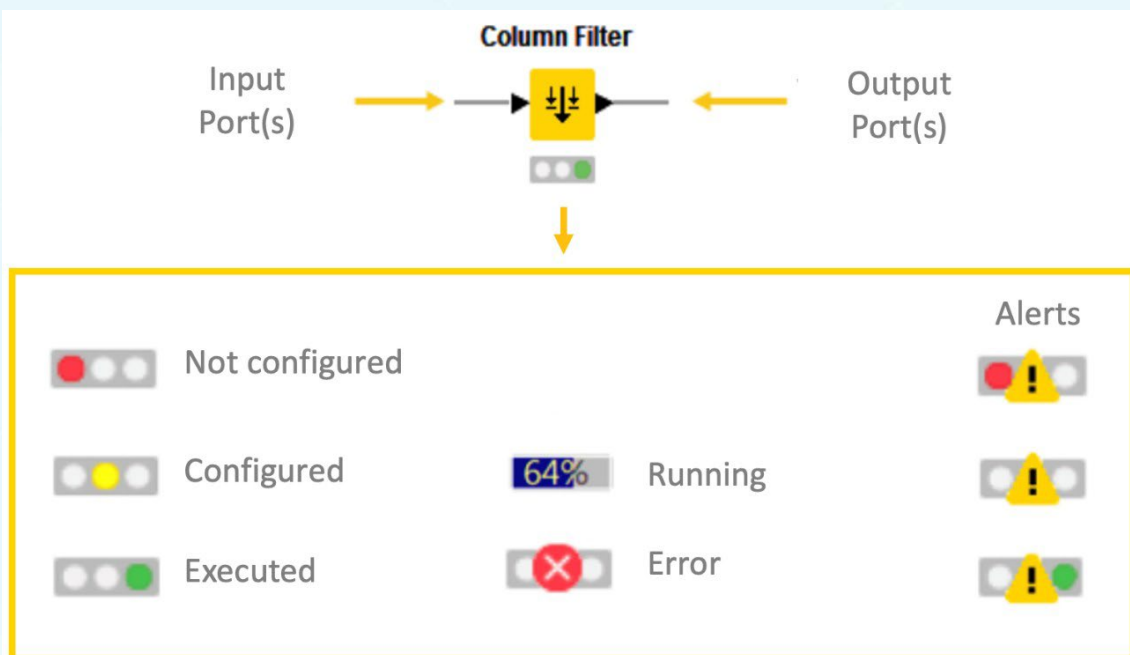 Column Filter
Input
Port(s)
Output
Port(s)
Alerts
Not configured
Configured
64%
Running
Executed
Error